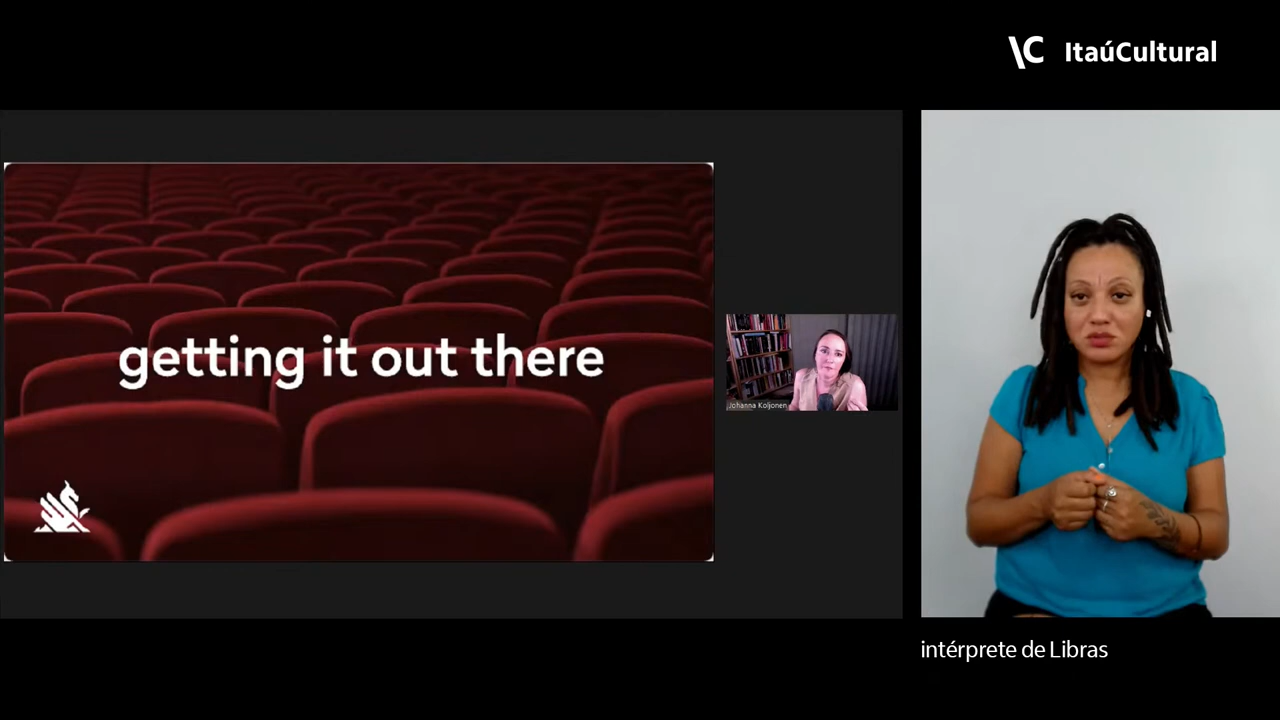 \C ItaúCultural
getting it out there
Johanna Koljonen
intérprete de Libras